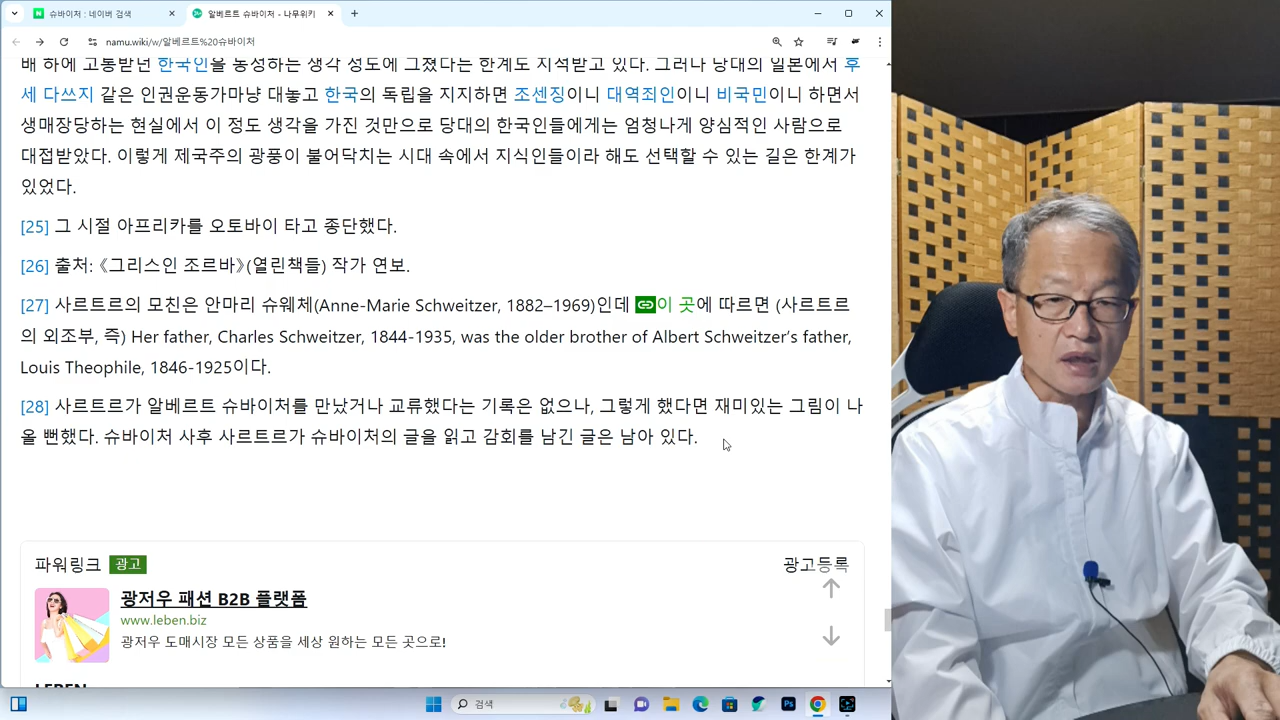 슈바이처 : 네이버 검색
알베르트 슈바이처 - 나무위키
namu.wiki/w/알베르트%20슈바이처
배 하에 고통받던 한국인을 동정하는 생각 정도에 그쳤다는 한계도 지적받고 있다. 그러나 당대의 일본에서 후
세 다쓰지 같은 인권운동가마냥 대놓고 한국의 독립을 지지하면 조센징이니 대역죄인이니 비국민이니 하면서
생매장당하는 현실에서 이 정도 생각을 가진 것만으로 당대의 한국인들에게는 엄청나게 양심적인 사람으로
대접받았다. 이렇게 제국주의 광풍이 불어닥치는 시대 속에서 지식인들이라 해도 선택할 수 있는 길은 한계가
있었다.
[25] 그 시절 아프리카를 오토바이 타고 종단했다.
[26] 출처: 《그리스인 조르바》(열린책들) 작가 연보.
[27] 사르트르의 모친은 안마리 슈웨체(Anne-Marie Schweitzer, 1882–1969)인데 이 곳에 따르면 (사르트르
의 외조부, 즉) Her father, Charles Schweitzer, 1844-1935, was the older brother of Albert Schweitzer’s father,
Louis Theophile, 1846-1925이다.
[28] 사르트르가 알베르트 슈바이처를 만났거나 교류했다는 기록은 없으나, 그렇게 했다면 재미있는 그림이 나
올 뻔했다. 슈바이처 사후 사르트르가 슈바이처의 글을 읽고 감회를 남긴 글은 남아 있다.
파워링크 광고
광고등록
광저우 패션 B2B 플랫폼
www.leben.biz
광저우 도매시장 모든 상품을 세상 원하는 모든 곳으로!
LEBEN
검색
Ps